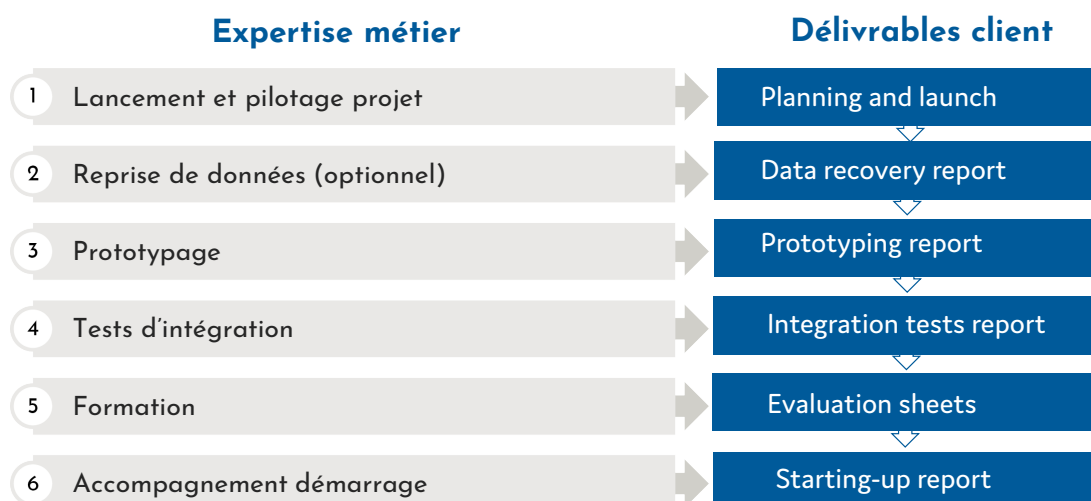 Expertise métier
Délivrables client
1 Lancement et pilotage projet
Planning and launch
2 Reprise de données (optionnel)
Data recovery report
3 Prototypage
Prototyping report
4 Tests d'intégration
Integration tests report
5 Formation
Evaluation sheets
6 Accompagnement démarrage
Starting-up report